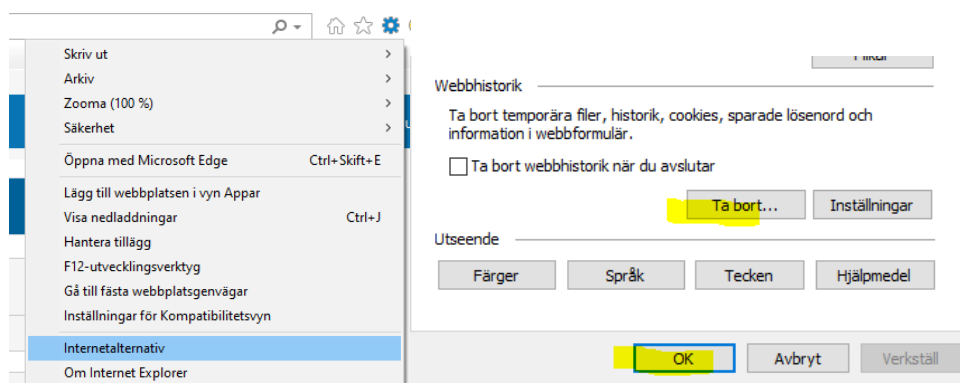 Skriv ut
Arkiv
Zooma (100 %)
Säkerhet
Öppna med Microsoft Edge Ctrl+Skift+E
Lägg till webbplatsen i vyn Appar
Visa nedladdningar Ctrl+J
Hantera tillägg
F12-utvecklingsverktyg
Gå till fästa webbplatsgenvägar
Inställningar för Kompatibilitetsvyn
Internetalternativ
Om Internet Explorer
Webbhistorik
Ta bort temporära filer, historik, cookies, sparade lösenord och
information i webbformulär.
Ta bort webbhistorik när du avslutar
Ta bort... Inställningar
Utseende
Färger Språk Tecken Hjälpmedel
OK Avbryt Verkställ